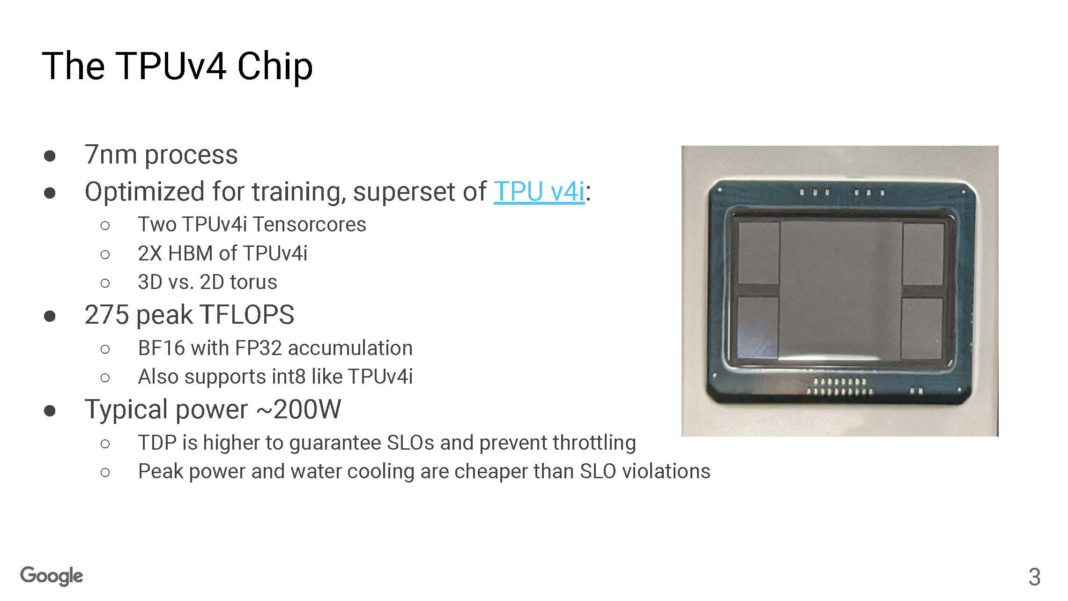 The TPUv4 Chip
● 7nm process
● Optimized for training, superset of TPU v4i:
○ Two TPUv4i Tensorcores
○ 2X HBM of TPUv4i
○ 3D vs. 2D torus
● 275 peak TFLOPS
○ BF16 with FP32 accumulation
○ Also supports int8 like TPUv4i
● Typical power ~200W
○ TDP is higher to guarantee SLOs and prevent throttling
○ Peak power and water cooling are cheaper than SLO violations
Google
3